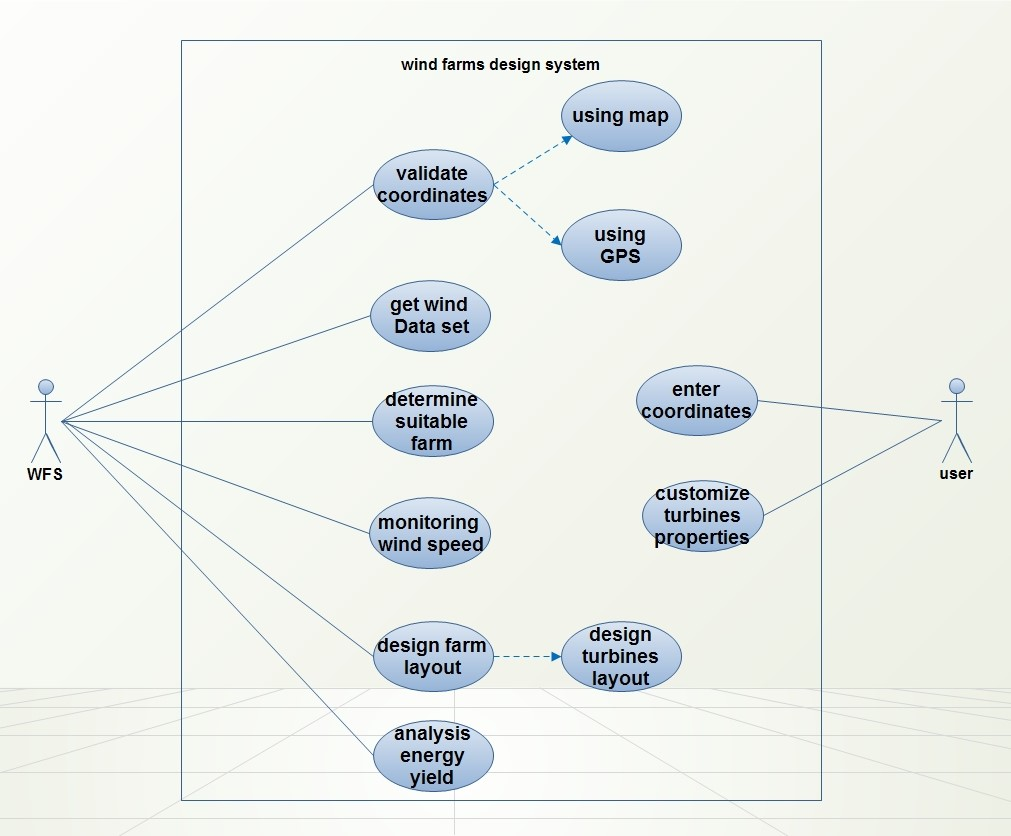 wind farms design system
using map
validate
coordinates
using
GPS
get wind
Data set
determine
suitable
farm
enter
coordinates
WFS
user
customize
turbines
properties
monitoring
wind speed
design farm
layout
design
turbines
layout
analysis
energy
yield